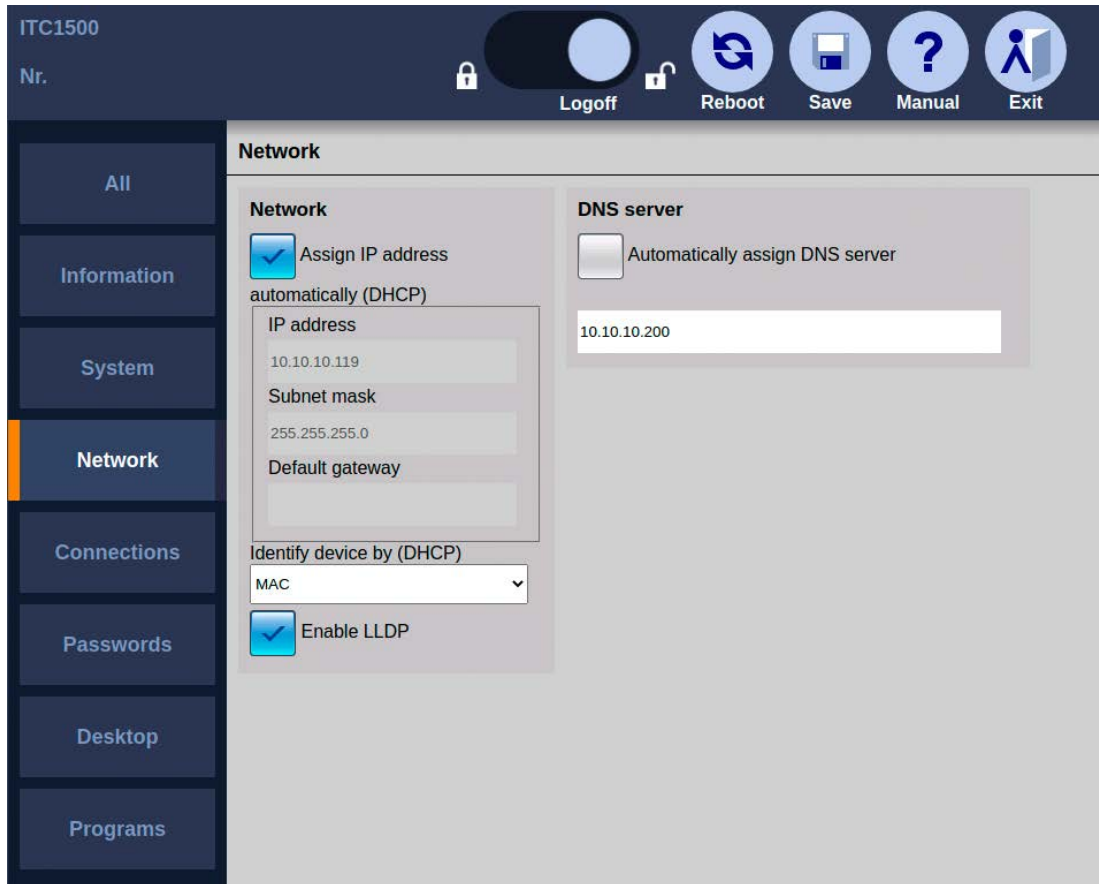 ITC1500
Nr.
Logoff
Reboot
Save
?
Manual
Exit
All
Information
System
Network
Connections
Passwords
Desktop
Programs
Network
Network
Assign IP address
automatically (DHCP)
IP address
10.10.10.119
Subnet mask
255.255.255.0
Default gateway
Identify device by (DHCP)
MAC
Enable LLDP
DNS server
Automatically assign DNS server
10.10.10.200